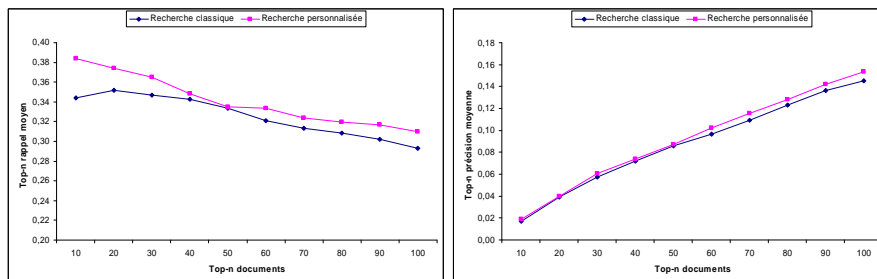 Recherche classique Recherche personnalisée
0,40
0,38
0,36
0,34
0,32
0,30
0,28
0,26
0,24
0,22
0,20
Top-n rappel moyen
10 20 30 40 50 60 70 80 90 100
Top-n documents
Recherche classique Recherche personnalisée
0,18
0,16
0,14
0,12
0,10
0,08
0,06
0,04
0,02
0,00
Top-n précision moyenne
10 20 30 40 50 60 70 80 90 100
Top-n documents